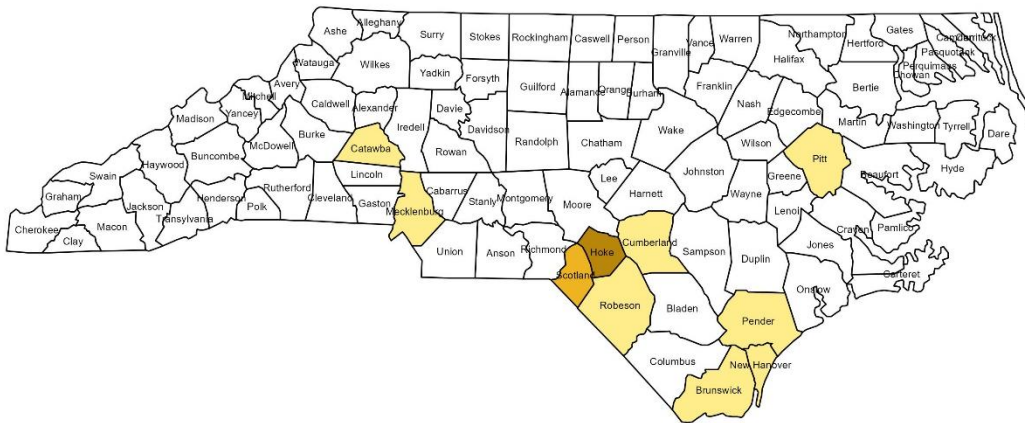 Ashe
Alleghany
Surry
Stokes
Rockingham
Caswell
Person
Granville
Vance
Warren
Northampton
Gates
Hertford
Camden
Currituck
Pasquotank
Perquimans
Chowan
Watauga
Wilkes
Yadkin
Forsyth
Guilford
Alamance
Orange
Durham
Franklin
Halifax
Bertie
Avery
Mitchell
Yancey
Caldwell
Alexander
Iredell
Davie
Davidson
Randolph
Chatham
Wake
Nash
Edgecombe
Martin
Washington
Tyrrell
Dare
Madison
Burke
McDowell
Catawba
Rowan
Wilson
Pitt
Beaufort
Hyde
Haywood
Buncombe
Swain
Graham
Lincoln
Rutherford
Cleveland
Gaston
Mecklenburg
Cabarrus
Stanly
Montgomery
Moore
Lee
Harnett
Johnston
Wayne
Greene
Lenoir
Craven
Pamlico
Jones
Carteret
Cherokee
Clay
Macon
Jackson
Transylvania
Henderson
Polk
Union
Anson
Richmond
Scotland
Hoke
Cumberland
Sampson
Duplin
Onslow
Robeson
Bladen
Pender
Columbus
New Hanover
Brunswick